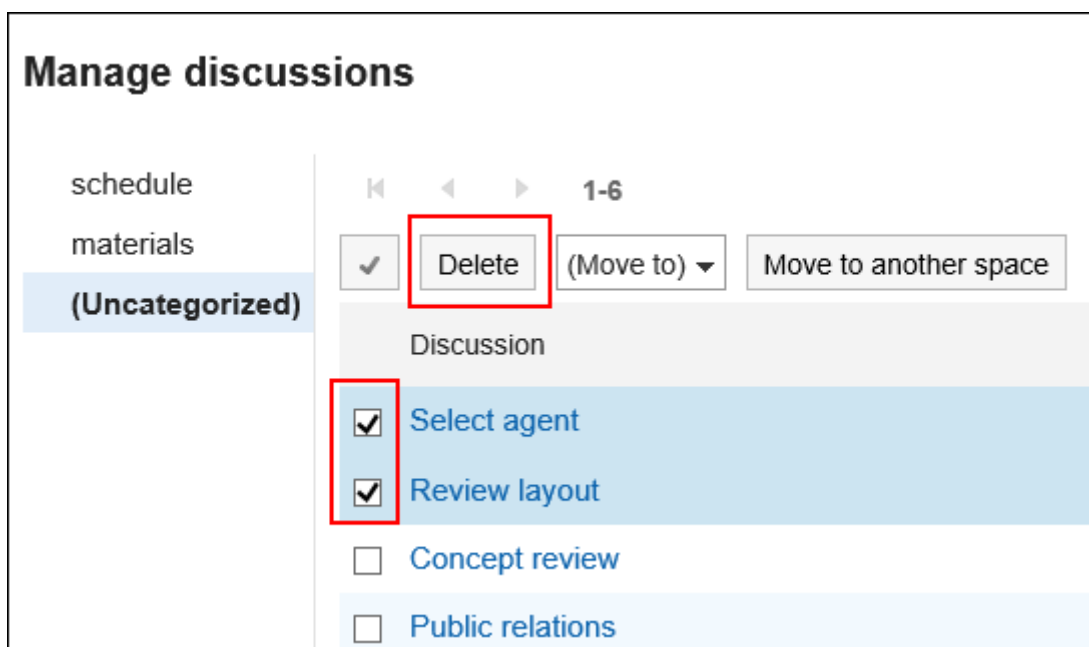 Manage discussions
schedule
materials
(Uncategorized)
1-6
Delete (Move to) Move to another space
Discussion
Select agent
Review layout
Concept review
Public relations